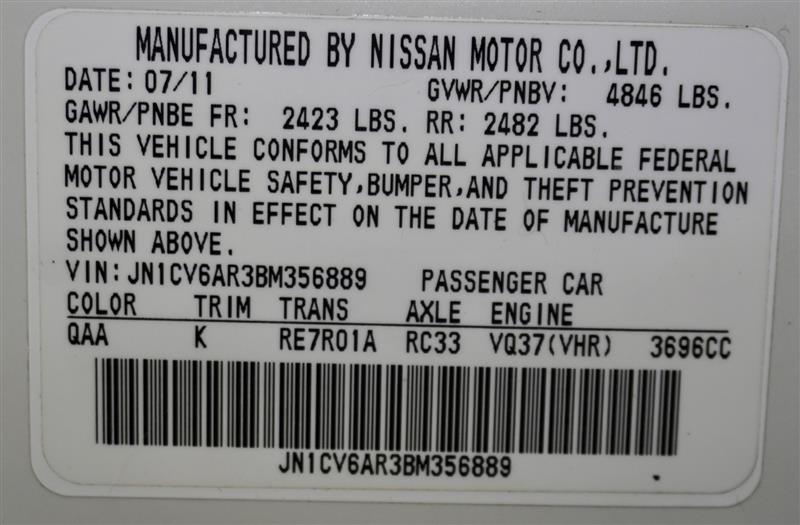 MANUFACTURED BY NISSAN MOTOR CO.,LTD.
DATE: 07/11 GVWR/PNBV: 4846 LBS.
GAWR/PNBE FR: 2423 LBS. RR: 2482 LBS.
THIS VEHICLE CONFORMS TO ALL APPLICABLE FEDERAL
MOTOR VEHICLE SAFETY,BUMPER,AND THEFT PREVENTION
STANDARDS IN EFFECT ON THE DATE OF MANUFACTURE
SHOWN ABOVE.
VIN: JN1CV6AR3BM356889 PASSENGER CAR
COLOR TRIM TRANS AXLE ENGINE
QAA K RE7R01A RC33 VQ37(VHR) 3696CC
JN1CV6AR3BM356889